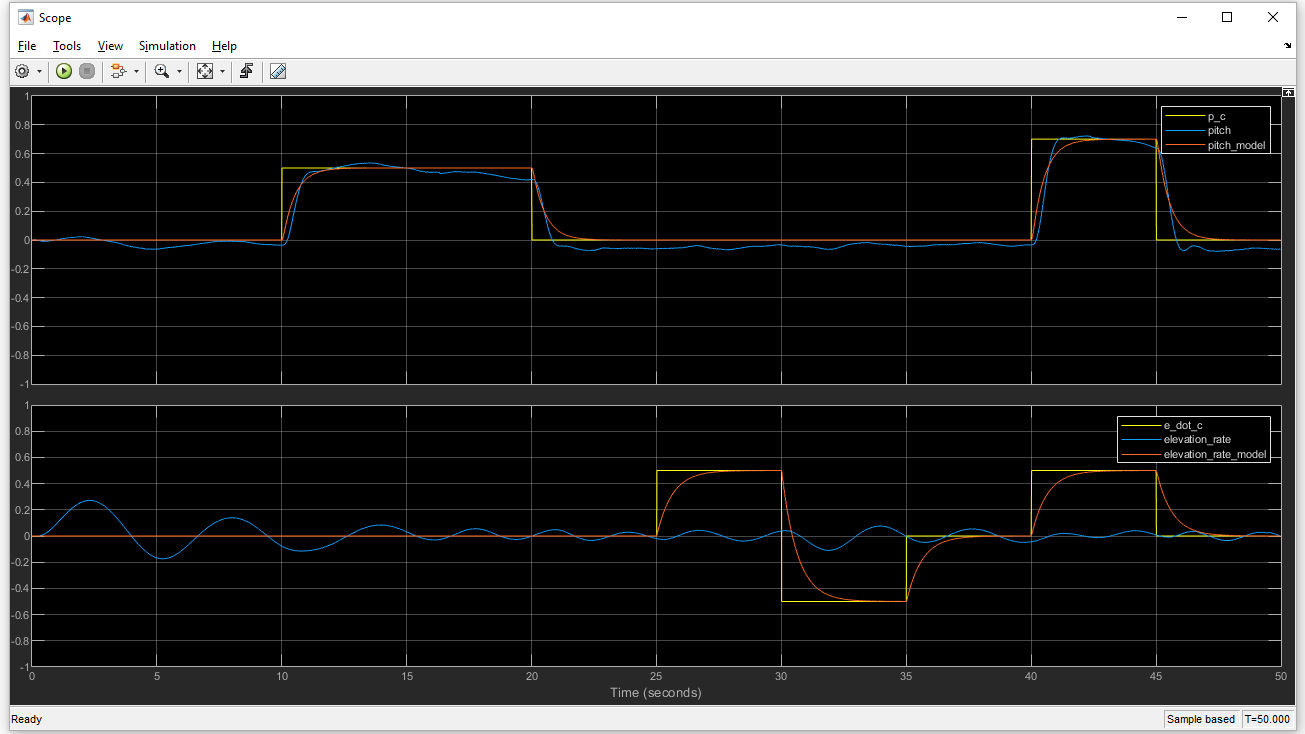 Scope
File Tools View Simulation Help
1
0.8
0.6
0.4
0.2
0
-0.2
-0.4
-0.6
-0.8
-1
p_c
pitch
pitch_model
1
0.8
0.6
0.4
0.2
0
-0.2
-0.4
-0.6
-0.8
-1
e_dot_c
elevation_rate
elevation_rate_model
0 5 10 15 20 25 30 35 40 45 50
Time (seconds)
Ready Sample based T=50.000